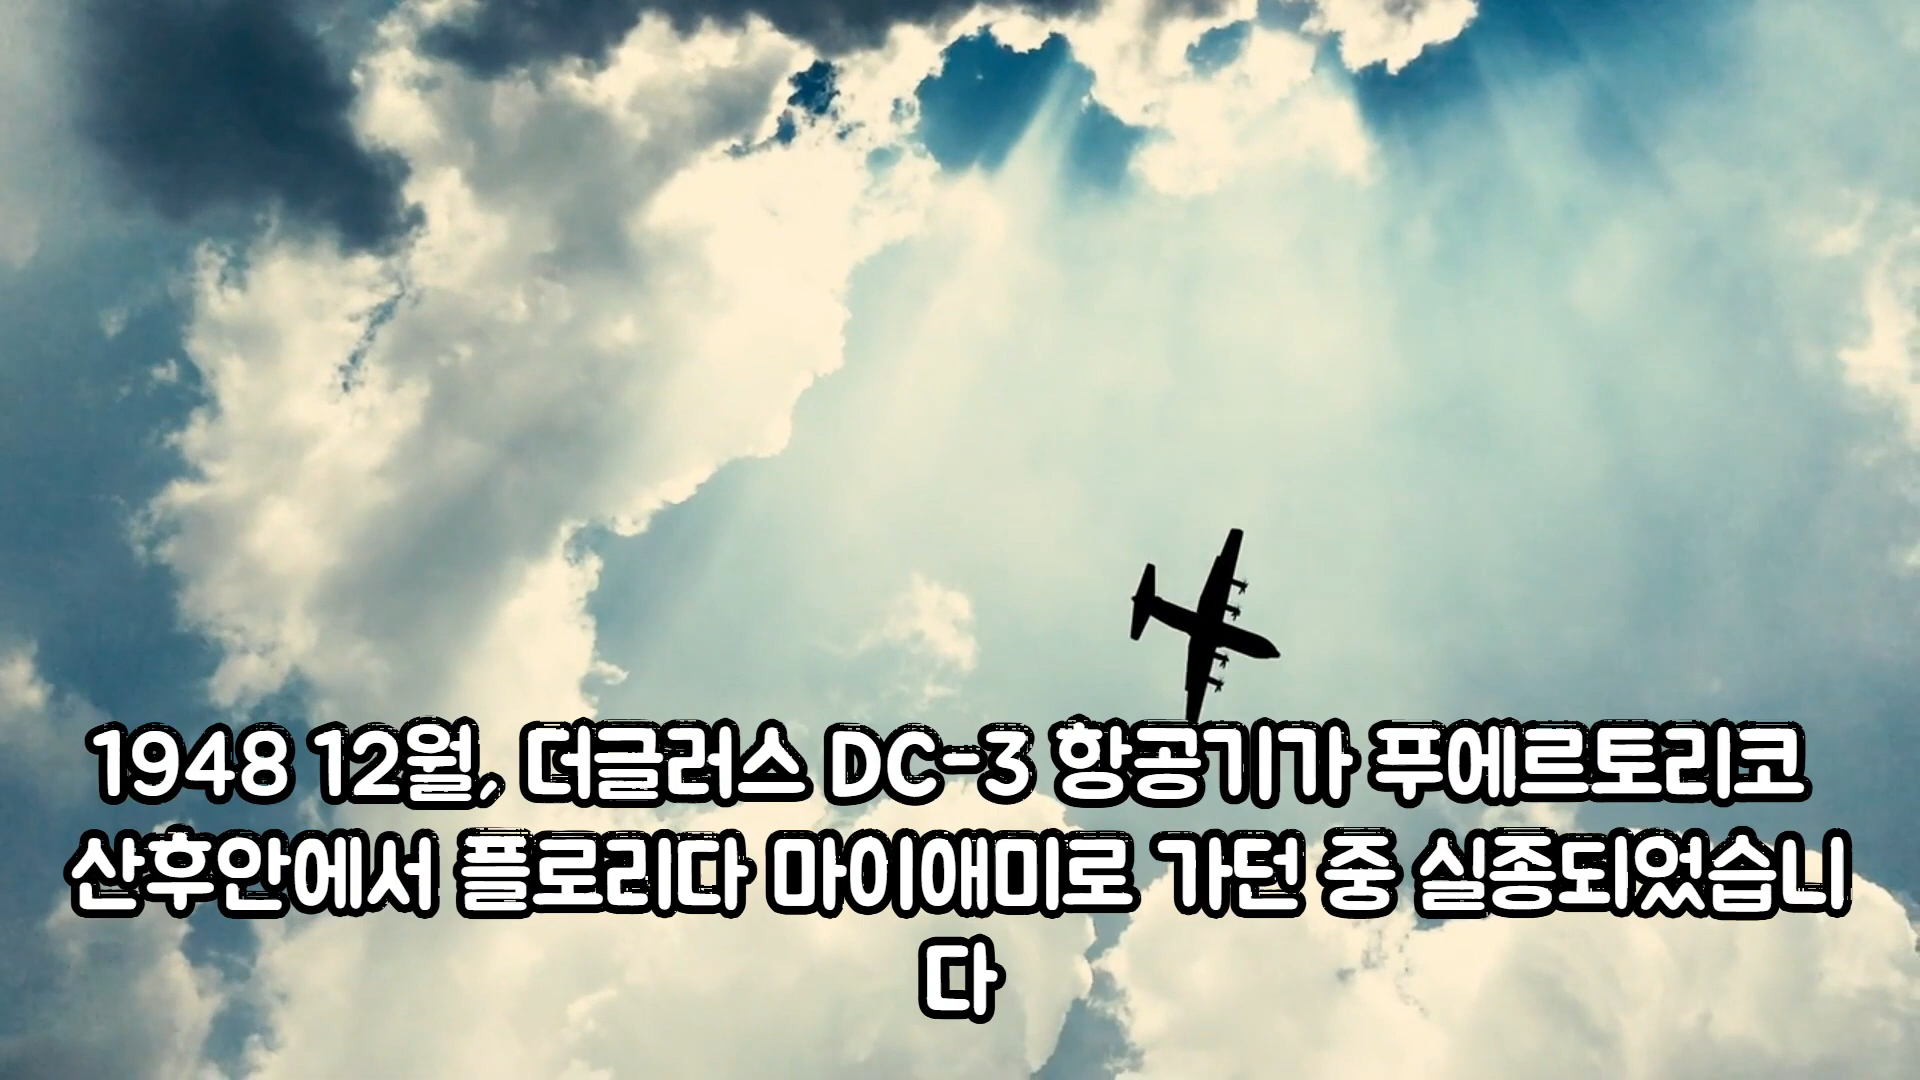 1948 12월, 더글러스 DC-3 항공기가 푸에르토리코
산후안에서 플로리다 마이애미로 가던 중 실종되었습니
다